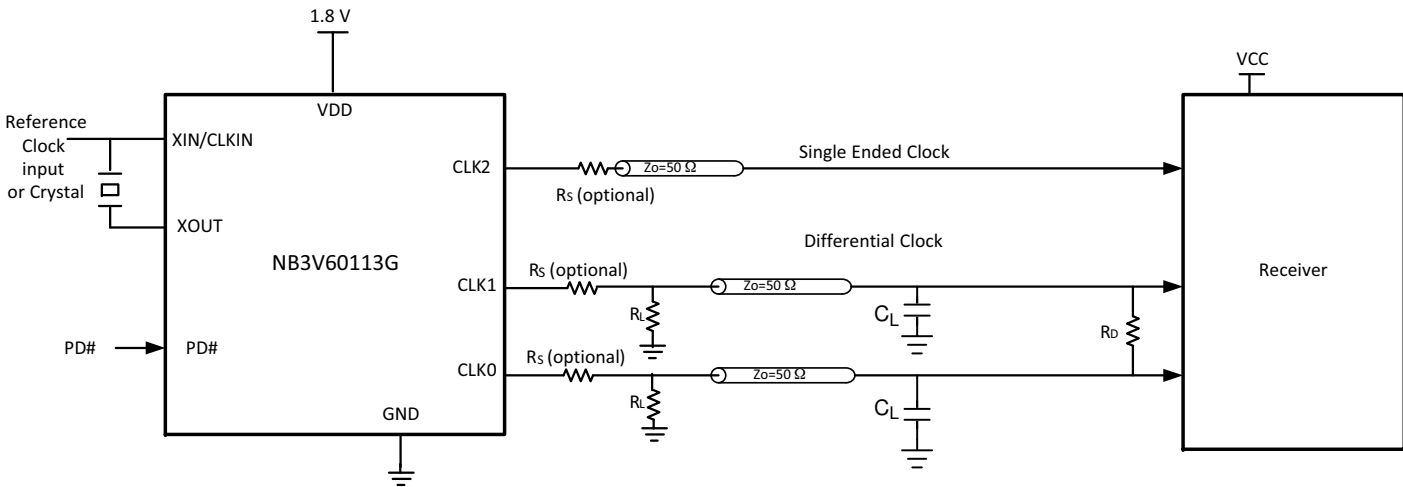 1.8 V
VCC
VDD
Reference
Clock
input
or Crystal
XIN/CLKIN
CLK2
Zo=50 Ω
Single Ended Clock
RS (optional)
XOUT
NB3V60113G
Differential Clock
Receiver
RS (optional)
CLK1
Zo=50 Ω
RL
CL
RD
PD#
PD#
RS (optional)
CLK0
Zo=50 Ω
RL
CL
GND